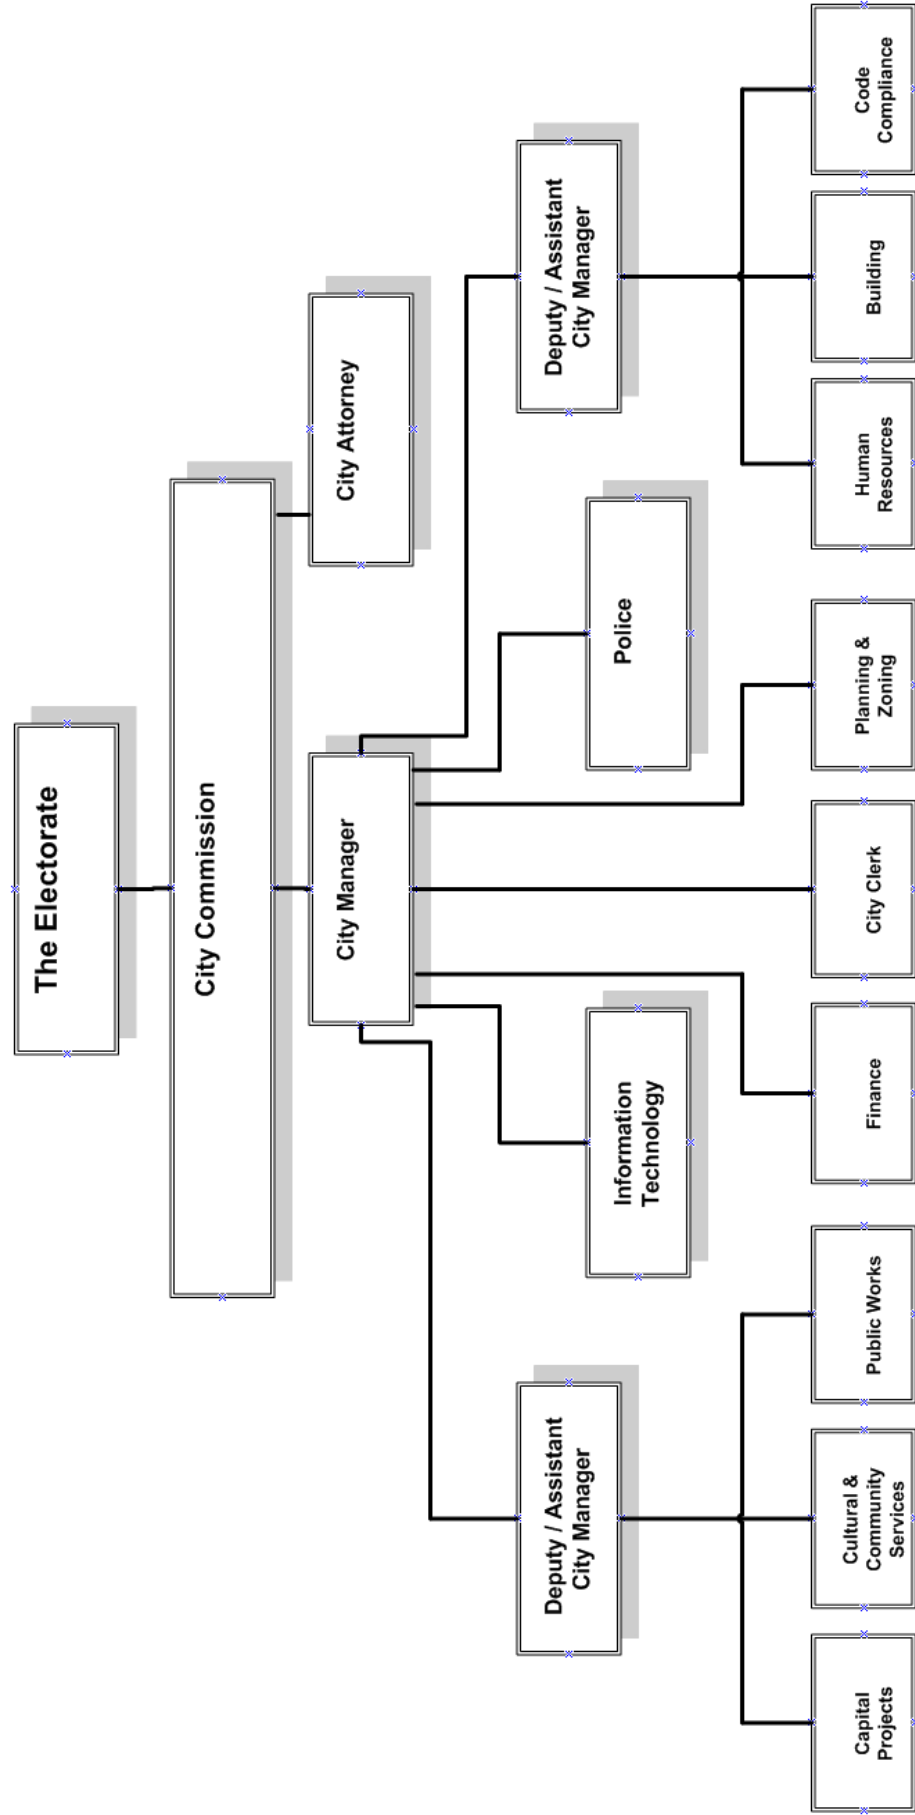 The Electorate
City Commission
City Manager
City Attorney
Deputy / Assistant
City Manager
Deputy / Assistant
City Manager
Information
Technology
Police
Capital
Projects
Cultural &
Community
Services
Public Works
Finance
City Clerk
Planning &
Zoning
Human
Resources
Building
Code
Compliance